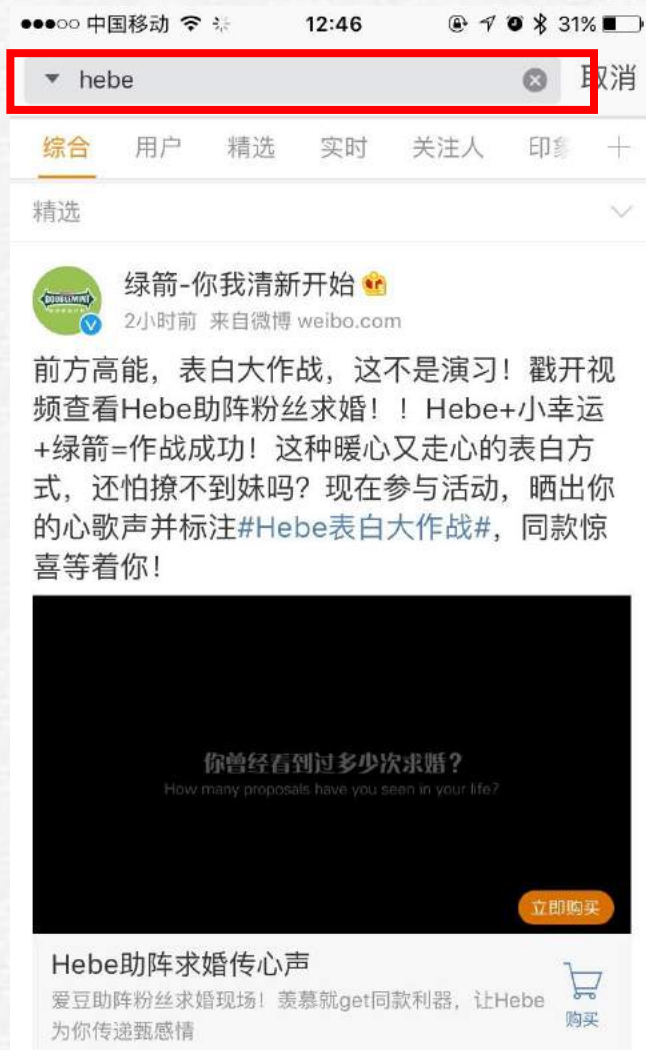 中国移动 12:46 31%
hebe 取消
综合 用户 精选 实时 关注人 印象
精选
DOUBLEMINT
绿箭-你我清新开始
2小时前 来自微博 weibo.com
前方高能，表白大作战，这不是演习！戳开视
频查看Hebe助阵粉丝求婚！！Hebe+小幸运
+绿箭=作战成功！这种暖心又走心的表白方
式，还怕撩不到妹吗？现在参与活动，晒出你
的心歌声并标注#Hebe表白大作战#，同款惊
喜等着你！
你曾经看到过多少次求婚？
How many proposals have you seen in your life?
立即购买
Hebe助阵求婚传心声
爱豆助阵粉丝求婚现场！羡慕就get同款利器，让Hebe
为你传递甄感情
购买